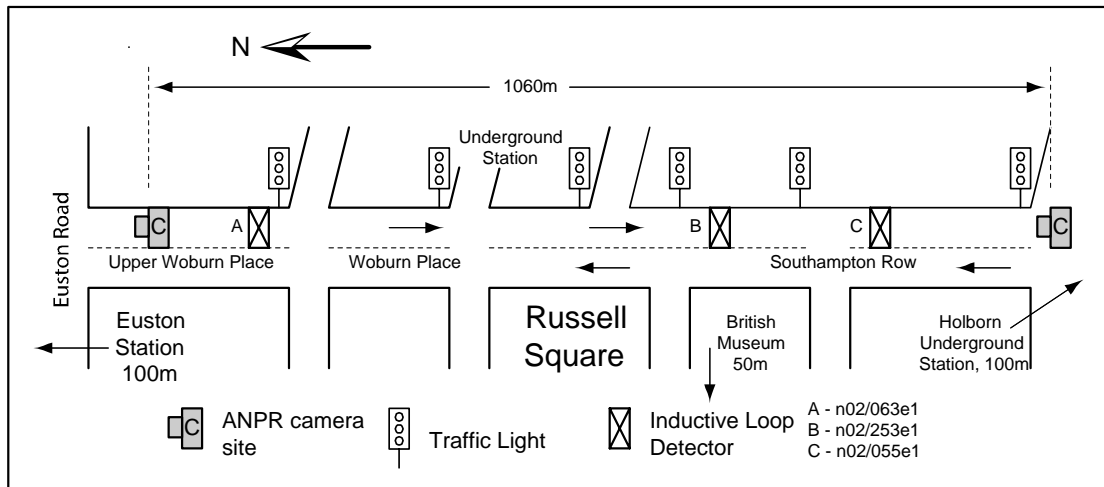 N
1060m
Underground
Station
A
B
C
C
C
Euston Road
Upper Woburn Place
Woburn Place
Southampton Row
Euston
Station
100m
Russell
Square
British
Museum
50m
Holborn
Underground
Station, 100m
C
ANPR camera
site
Traffic Light
Inductive Loop
Detector
A - n02/063e1
B - n02/253e1
C - n02/055e1